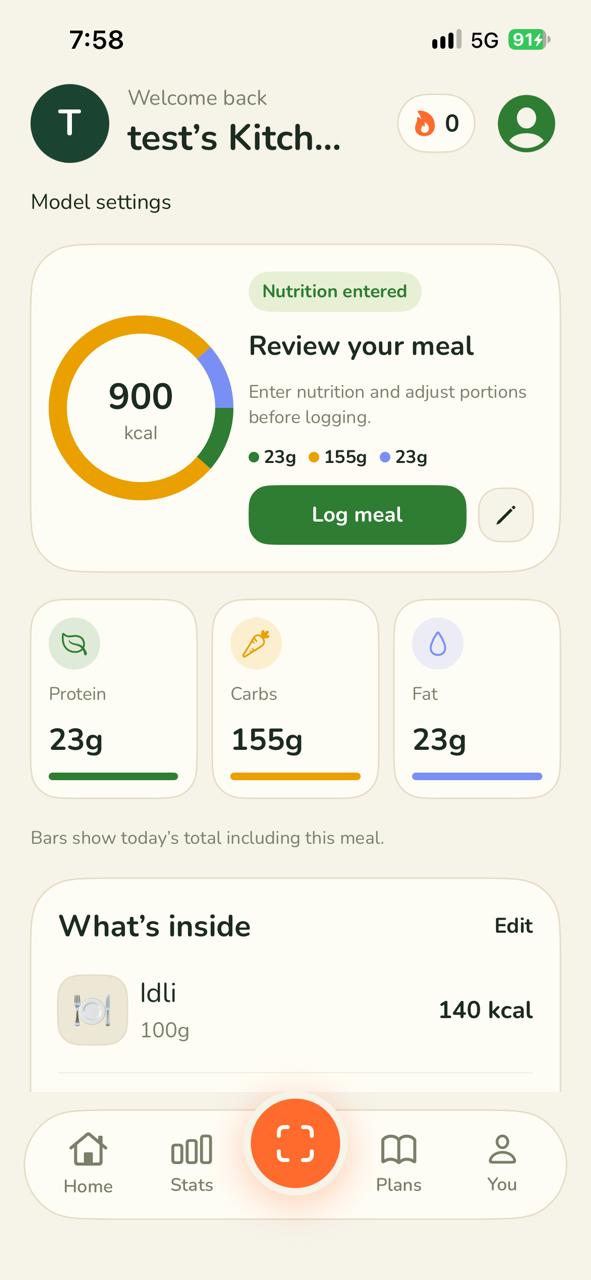 7:58
5G
91
T
Welcome back
test’s Kitch...
0
Model settings
Nutrition entered
Review your meal
Enter nutrition and adjust portions
before logging.
23g 155g 23g
900
kcal
Log meal
Protein
23g
Carbs
155g
Fat
23g
Bars show today’s total including this meal.
What’s inside
Edit
Idli
100g
140 kcal
Home
Stats
Plans
You